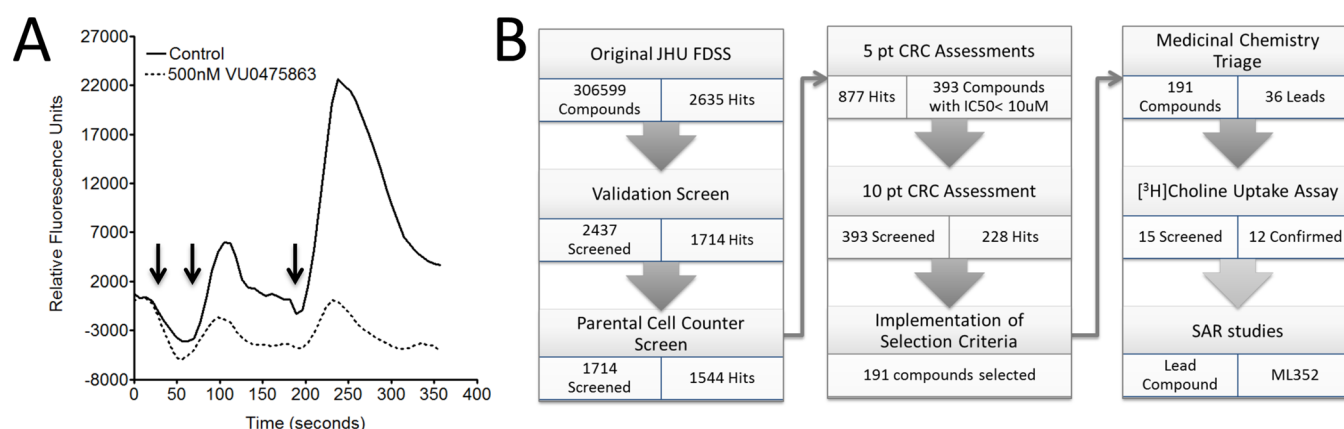 A
27000
22000
17000
12000
7000
2000
-3000
-8000
Relative Fluorescence Units
Control
500nM VU0475863
0 50 100 150 200 250 300 350 400
Time (seconds)
B
Original JHU FDSS
306599
Compounds
2635 Hits
Validation Screen
2437
Screened
1714 Hits
Parental Cell Counter
Screen
1714
Screened
1544 Hits
5 pt CRC Assessments
877 Hits
393 Compounds
with IC50< 10uM
10 pt CRC Assessment
393 Screened
228 Hits
Implementation of
Selection Criteria
191 compounds selected
Medicinal Chemistry
Triage
191
Compounds
36 Leads
[³H]Choline Uptake Assay
15 Screened
12 Confirmed
SAR studies
Lead
Compound
ML352